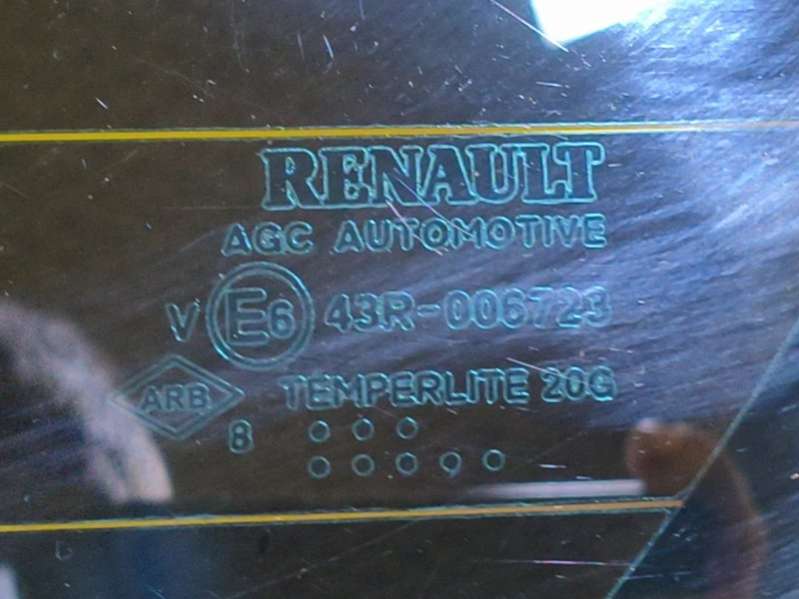 RENAULT
AGC AUTOMOTIVE
V E6 43R-006723
ARB TEMPERLITE 20G
8